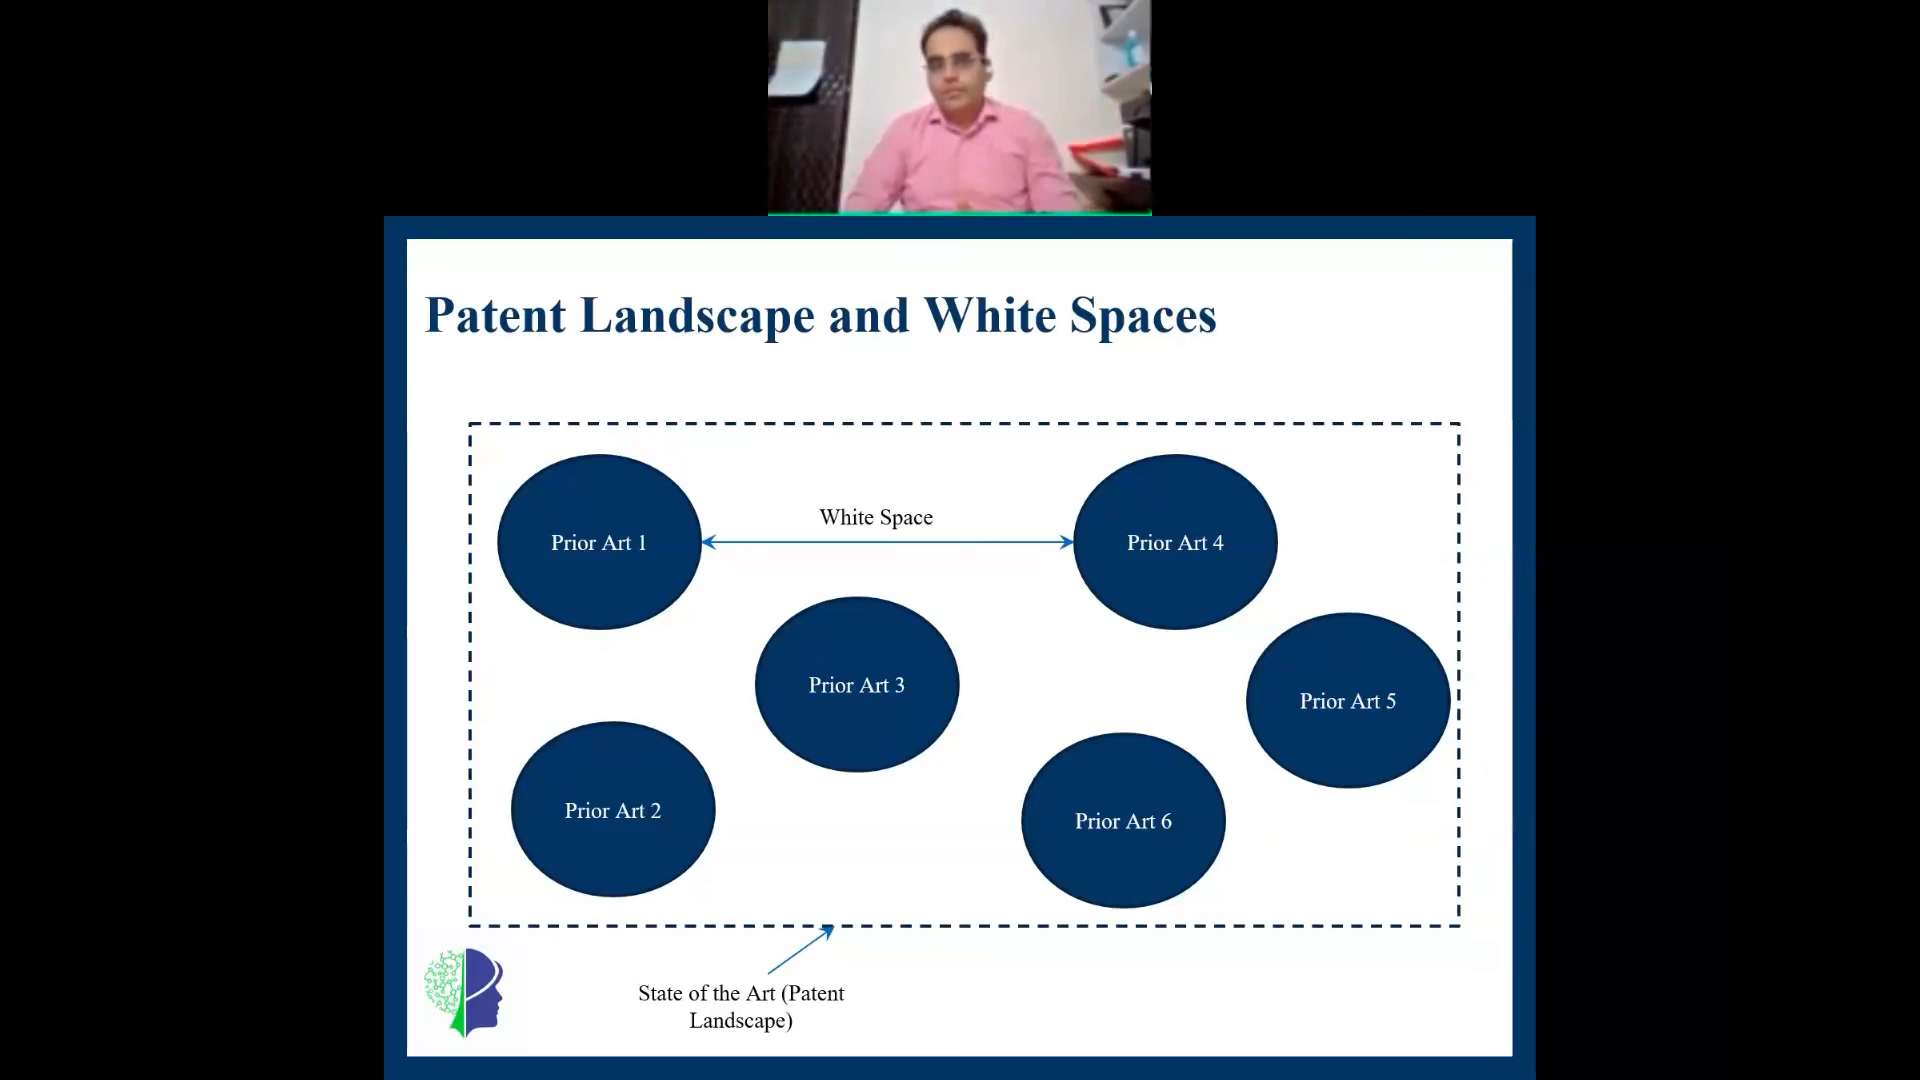 Patent Landscape and White Spaces
White Space
Prior Art 1
Prior Art 4
Prior Art 3
Prior Art 5
Prior Art 2
Prior Art 6
State of the Art (Patent
Landscape)